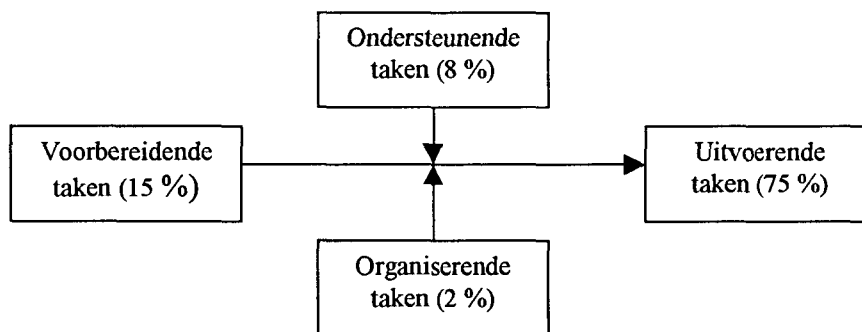 Ondersteunende
taken (8 %)
Voorbereidende
taken (15 %)
Uitvoerende
taken (75 %)
Organiserende
taken (2 %)